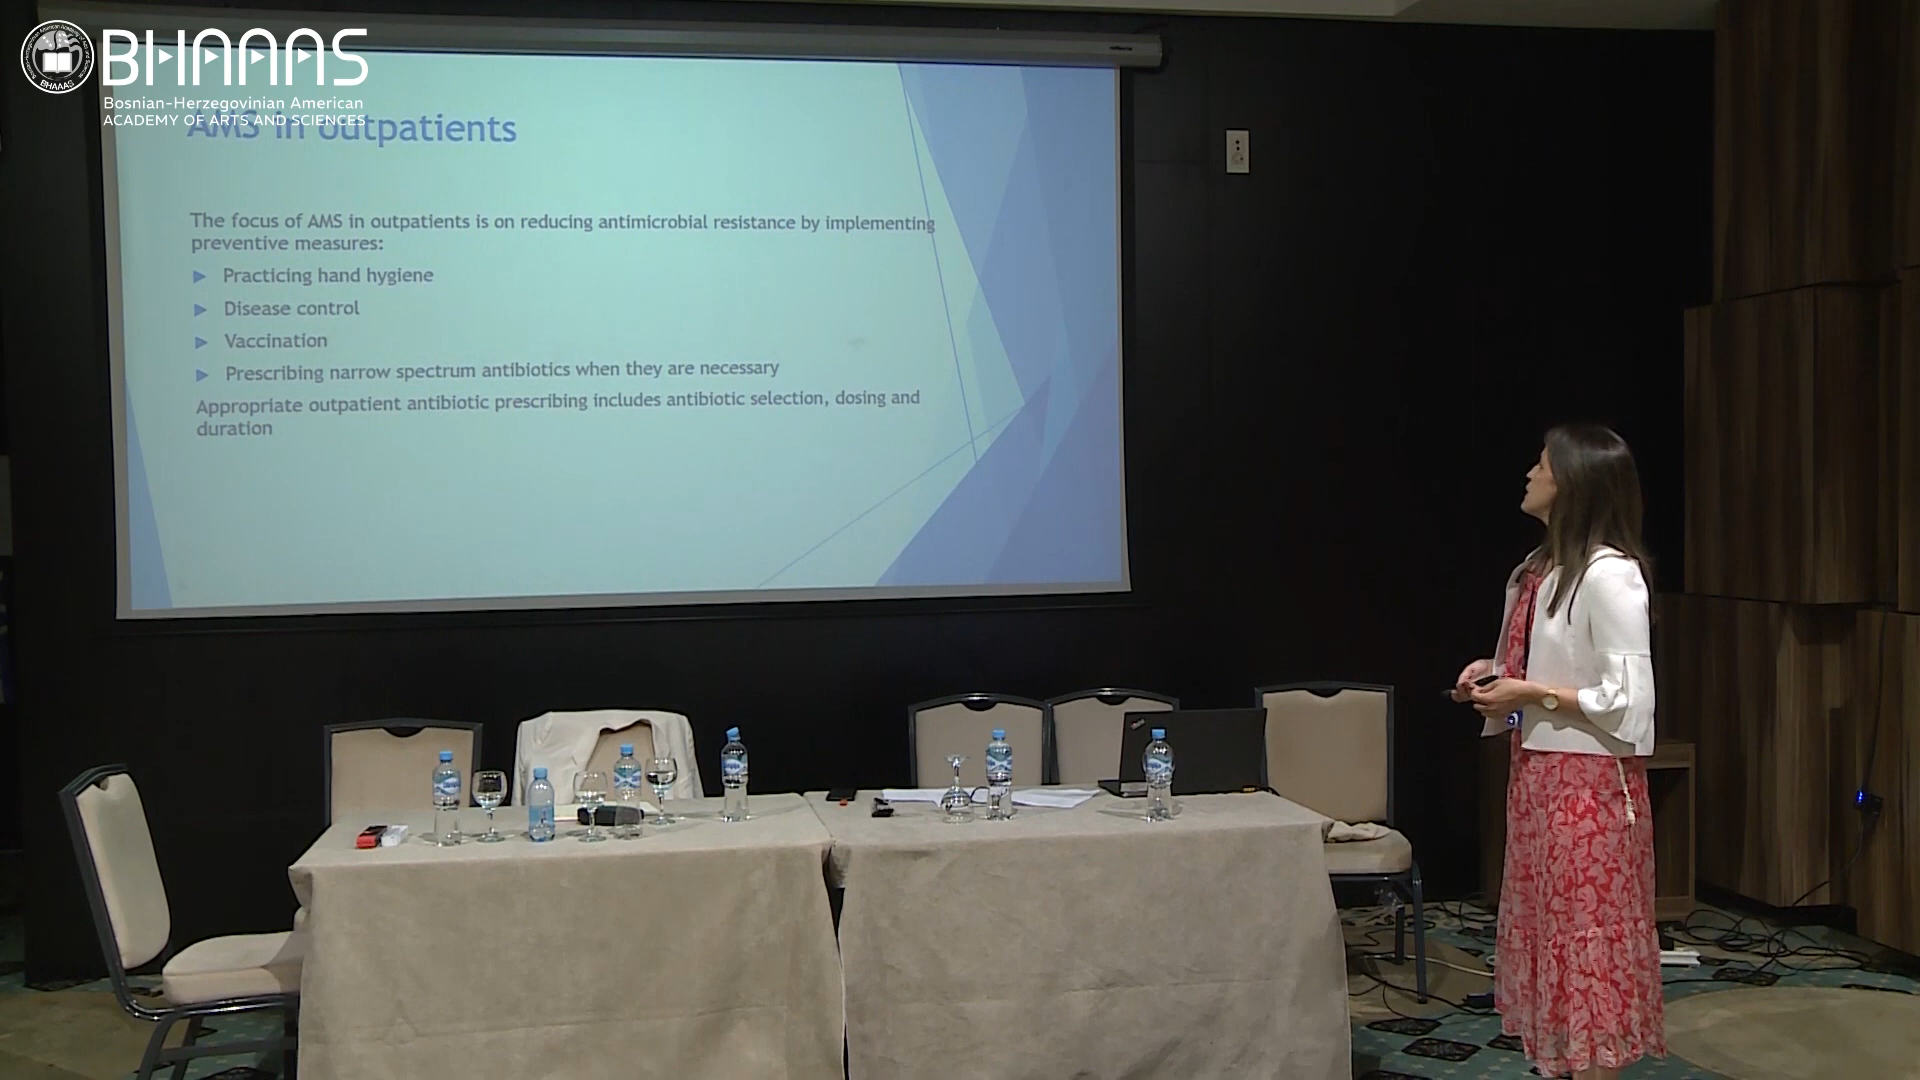 BHAAAS
Bosnian-Herzegovinian American
ACADEMY OF ARTS AND SCIENCES
AMS in outpatients
The focus of AMS in outpatients is on reducing antimicrobial resistance by implementing
preventive measures:
Practicing hand hygiene
Disease control
Vaccination
Prescribing narrow spectrum antibiotics when they are necessary
Appropriate outpatient antibiotic prescribing includes antibiotic selection, dosing and
duration